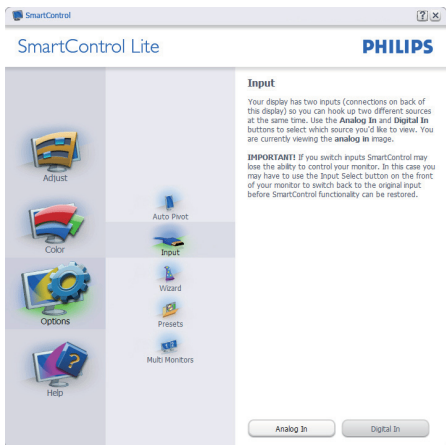 SmartControl
? ×
SmartControl Lite
PHILIPS
Adjust
Color
Options
Help
Auto Pivot
Input
Wizard
Presets
Multi Monitors
Input
Your display has two inputs (connections on back of
this display) so you can hook up two different sources
at the same time. Use the Analog In and Digital In
buttons to select which source you'd like to view. You
are currently viewing the analog in image.
IMPORTANT! If you switch inputs SmartControl may
lose the ability to control your monitor. In this case you
may have to use the Input Select button on the front
of your monitor to switch back to the original input
before SmartControl functionality can be restored.
Analog In
Digital In